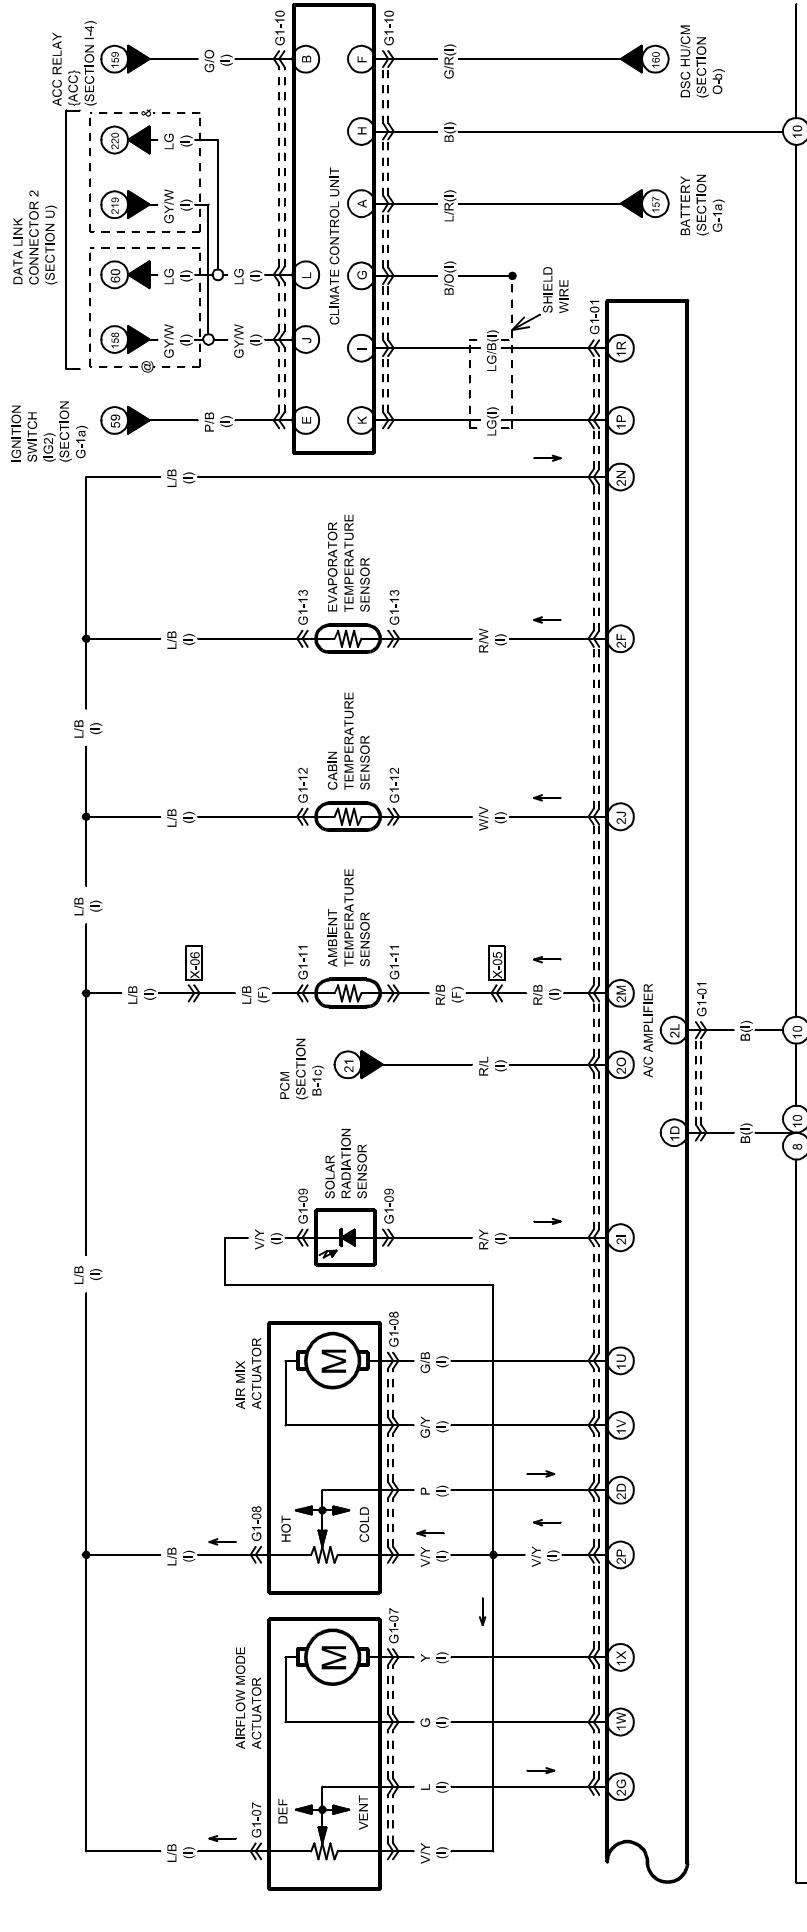 IGNITION
SWITCH
(IG2)
(SECTION
G-1a)
DATA LINK
CONNECTOR 2
(SECTION U)
ACC RELAY
{ACC}
(SECTION I-4)
L/B
(I)
L/B
(I)
L/B
(I)
59
158
60
219
220
159
@
&
L/B
(I)
L/B
(I)
L/B
(I)
L/B
(I)
L/B
(I)
L/B
(I)
GY/W
(I)
LG
(I)
GY/W
(I)
LG
(I)
X-06
P/B
(I)
GY/W
(I)
LG
(I)
G/O
(I)
AIRFLOW MODE
ACTUATOR
AIR MIX
ACTUATOR
V/Y
(I)
L/B
(F)
G1-07
G1-08
G1-09
G1-11
G1-12
G1-13
G1-10
DEF
VENT
M
HOT
COLD
M
SOLAR
RADIATION
SENSOR
PCM
(SECTION
B-1c)
21
AMBIENT
TEMPERATURE
SENSOR
CABIN
TEMPERATURE
SENSOR
EVAPORATOR
TEMPERATURE
SENSOR
E
J
L
B
CLIMATE CONTROL UNIT
K
I
G
A
H
F
G1-07
G1-08
G1-09
G1-11
G1-12
G1-13
G1-10
V/Y
(I)
L
(I)
G
(I)
Y
(I)
V/Y
(I)
P
(I)
G/Y
(I)
G/B
(I)
R/Y
(I)
R/L
(I)
R/B
(F)
X-05
R/B
(I)
W/V
(I)
R/W
(I)
V/Y
(I)
LG(I)
LG/B(I)
B/O(I)
L/R(I)
B(I)
G/R(I)
SHIELD
WIRE
G1-01
2G
1W
1X
2P
2D
1V
1U
2I
2O
2M
2J
2F
2N
1P
1R
157
BATTERY
(SECTION
G-1a)
160
DSC HU/CM
(SECTION
O-b)
A/C AMPLIFIER
1D
2L
G1-01
B(I)
B(I)
8
10
10
10